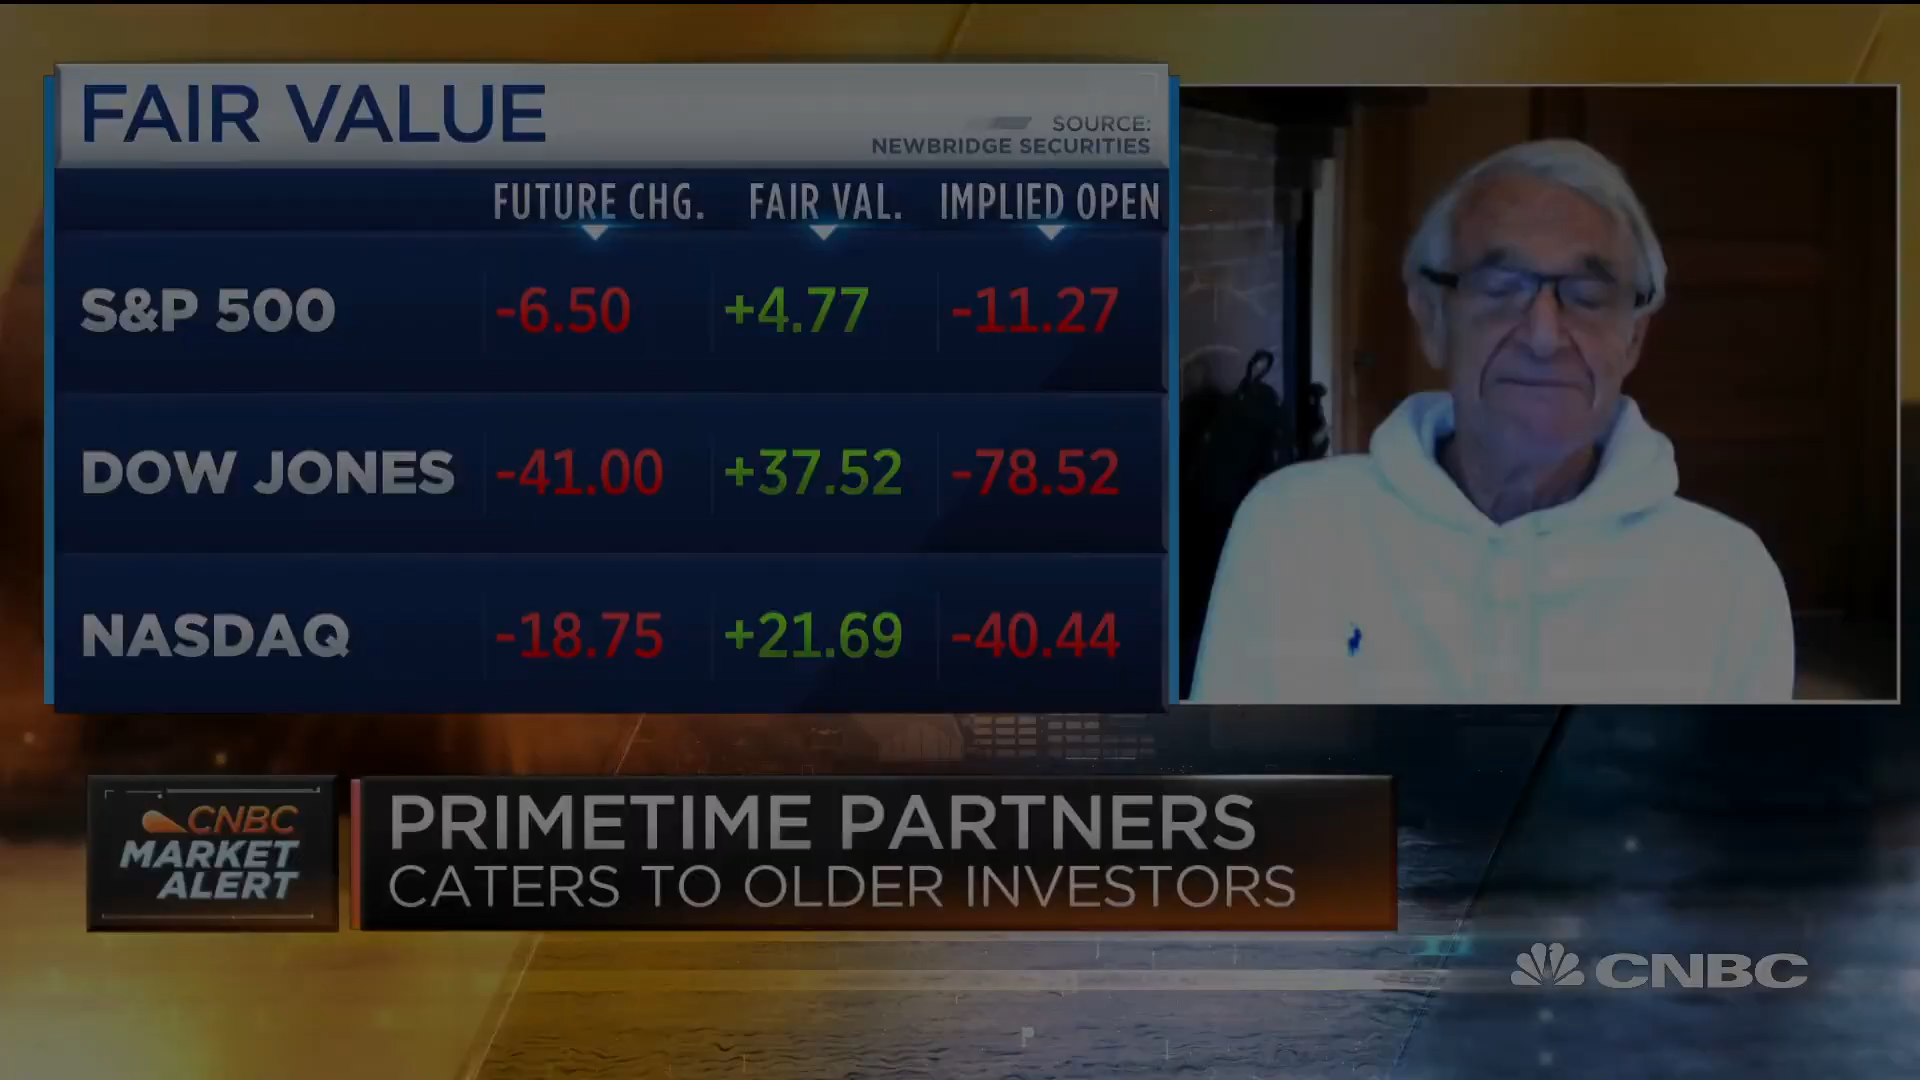 FAIR VALUE
SOURCE:
NEWBRIDGE SECURITIES
FUTURE CHG. FAIR VAL. IMPLIED OPEN
S&P 500 -6.50 +4.77 -11.27
DOW JONES -41.00 +37.52 -78.52
NASDAQ -18.75 +21.69 -40.44
CNBC
MARKET
ALERT
PRIMETIME PARTNERS
CATERS TO OLDER INVESTORS
CNBC